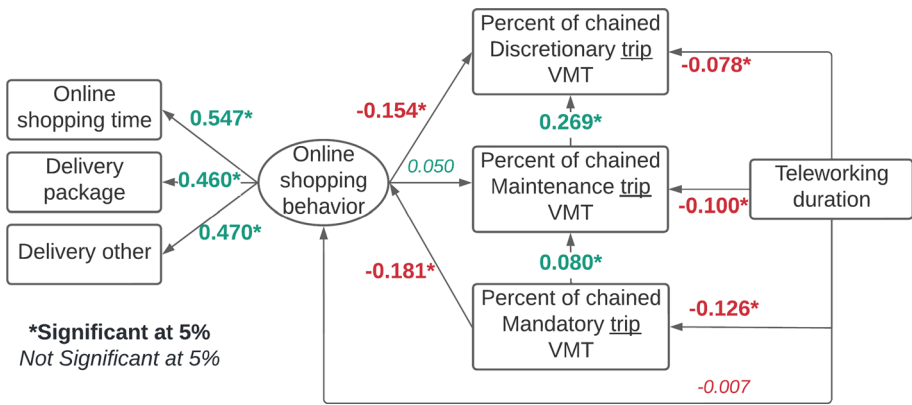 Percent of chained
Discretionary trip
VMT
-0.078*
Online
shopping time
0.547*
-0.154*
0.269*
Delivery
package
0.460*
Online
shopping
behavior
0.050
Percent of chained
Maintenance trip
VMT
-0.100*
Teleworking
duration
Delivery other
0.470*
-0.181*
0.080*
Percent of chained
Mandatory trip
VMT
-0.126*
*Significant at 5%
Not Significant at 5%
-0.007